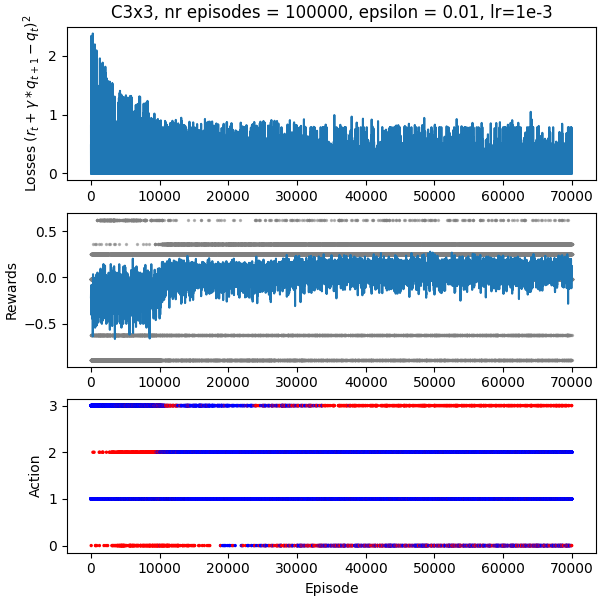 C3x3, nr episodes = 100000, epsilon = 0.01, lr=1e-3
Losses $(r_t + \gamma * q_{t+1} - q_t)^2$
2
1
0
0 10000 20000 30000 40000 50000 60000 70000
Rewards
0.5
0.0
−0.5
0 10000 20000 30000 40000 50000 60000 70000
Action
3
2
1
0
0 10000 20000 30000 40000 50000 60000 70000
Episode